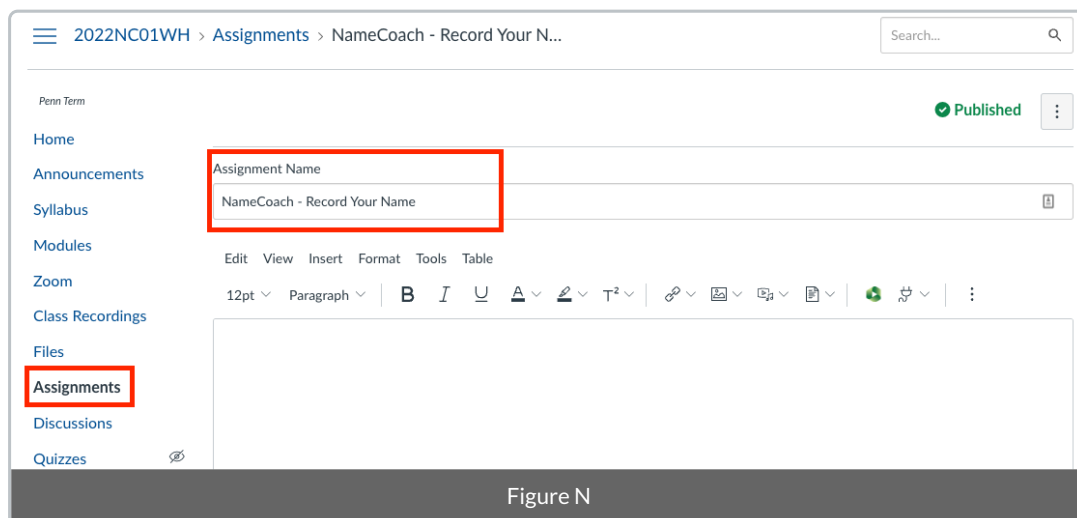 2022NC01WH › Assignments › NameCoach - Record Your N...
Search...
Penn Term
Published
Home
Announcements
Syllabus
Modules
Zoom
Class Recordings
Files
Assignments
Discussions
Quizzes
Assignment Name
NameCoach - Record Your Name
Edit View Insert Format Tools Table
12pt Paragraph B I U A T²
Figure N